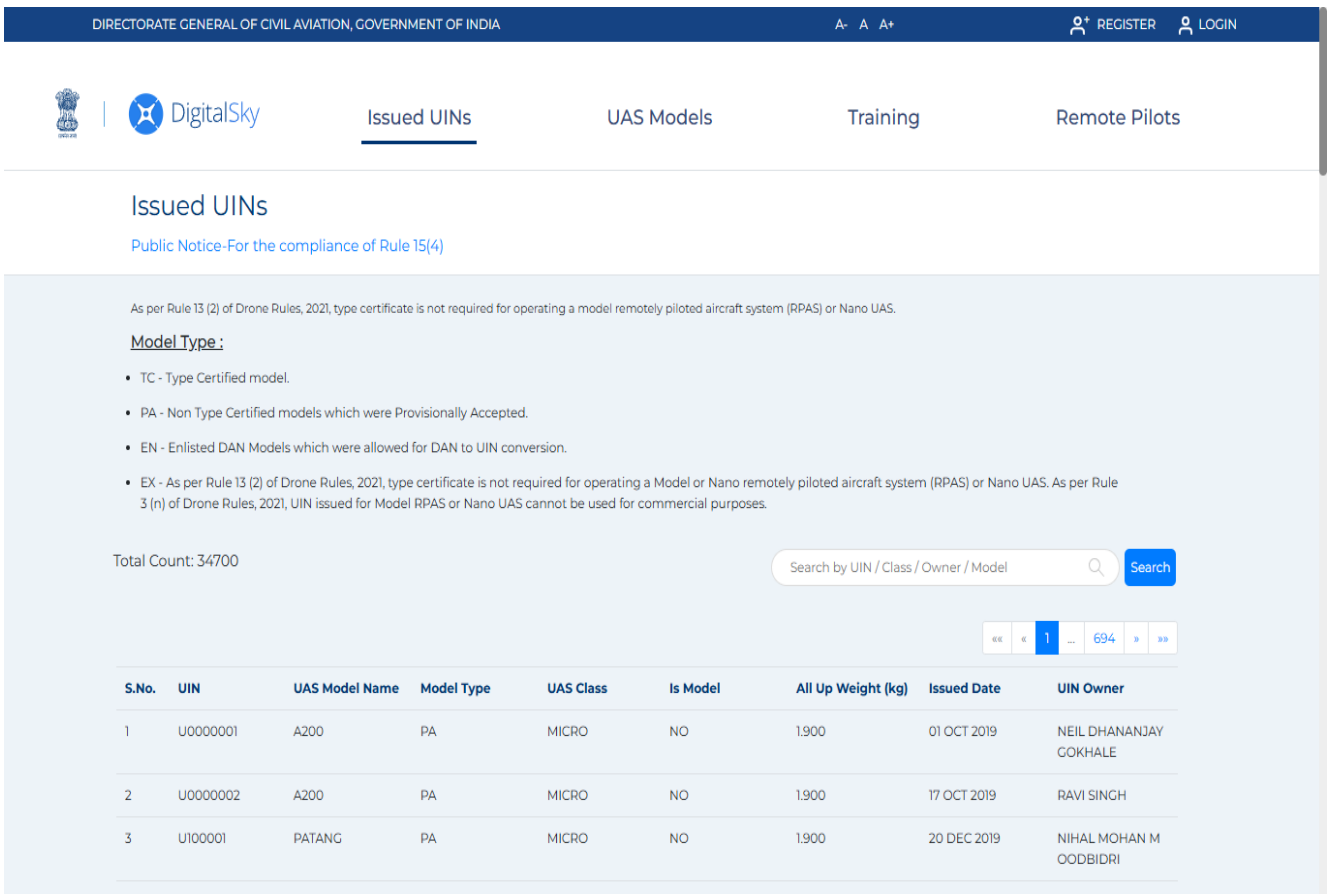 DIRECTORATE GENERAL OF CIVIL AVIATION, GOVERNMENT OF INDIA
A- A A+
REGISTER
LOGIN
DigitalSky
Issued UINs
UAS Models
Training
Remote Pilots
Issued UINs
Public Notice-For the compliance of Rule 15(4)
As per Rule 13 (2) of Drone Rules, 2021, type certificate is not required for operating a model remotely piloted aircraft system (RPAS) or Nano UAS.
Model Type :
• TC - Type Certified model.
• PA - Non Type Certified models which were Provisionally Accepted.
• EN - Enlisted DAN Models which were allowed for DAN to UIN conversion.
• EX - As per Rule 13 (2) of Drone Rules, 2021, type certificate is not required for operating a Model or Nano remotely piloted aircraft system (RPAS) or Nano UAS. As per Rule
3 (n) of Drone Rules, 2021, UIN issued for Model RPAS or Nano UAS cannot be used for commercial purposes.
Total Count: 34700
Search by UIN / Class / Owner / Model
Search
«« « 1 ... 694 » »»
S.No. UIN UAS Model Name Model Type UAS Class Is Model All Up Weight (kg) Issued Date UIN Owner
1 U0000001 A200 PA MICRO NO 1.900 01 OCT 2019 NEIL DHANANJAY
GOKHALE
2 U0000002 A200 PA MICRO NO 1.900 17 OCT 2019 RAVI SINGH
3 U100001 PATANG PA MICRO NO 1.900 20 DEC 2019 NIHAL MOHAN M
OODBIDRI